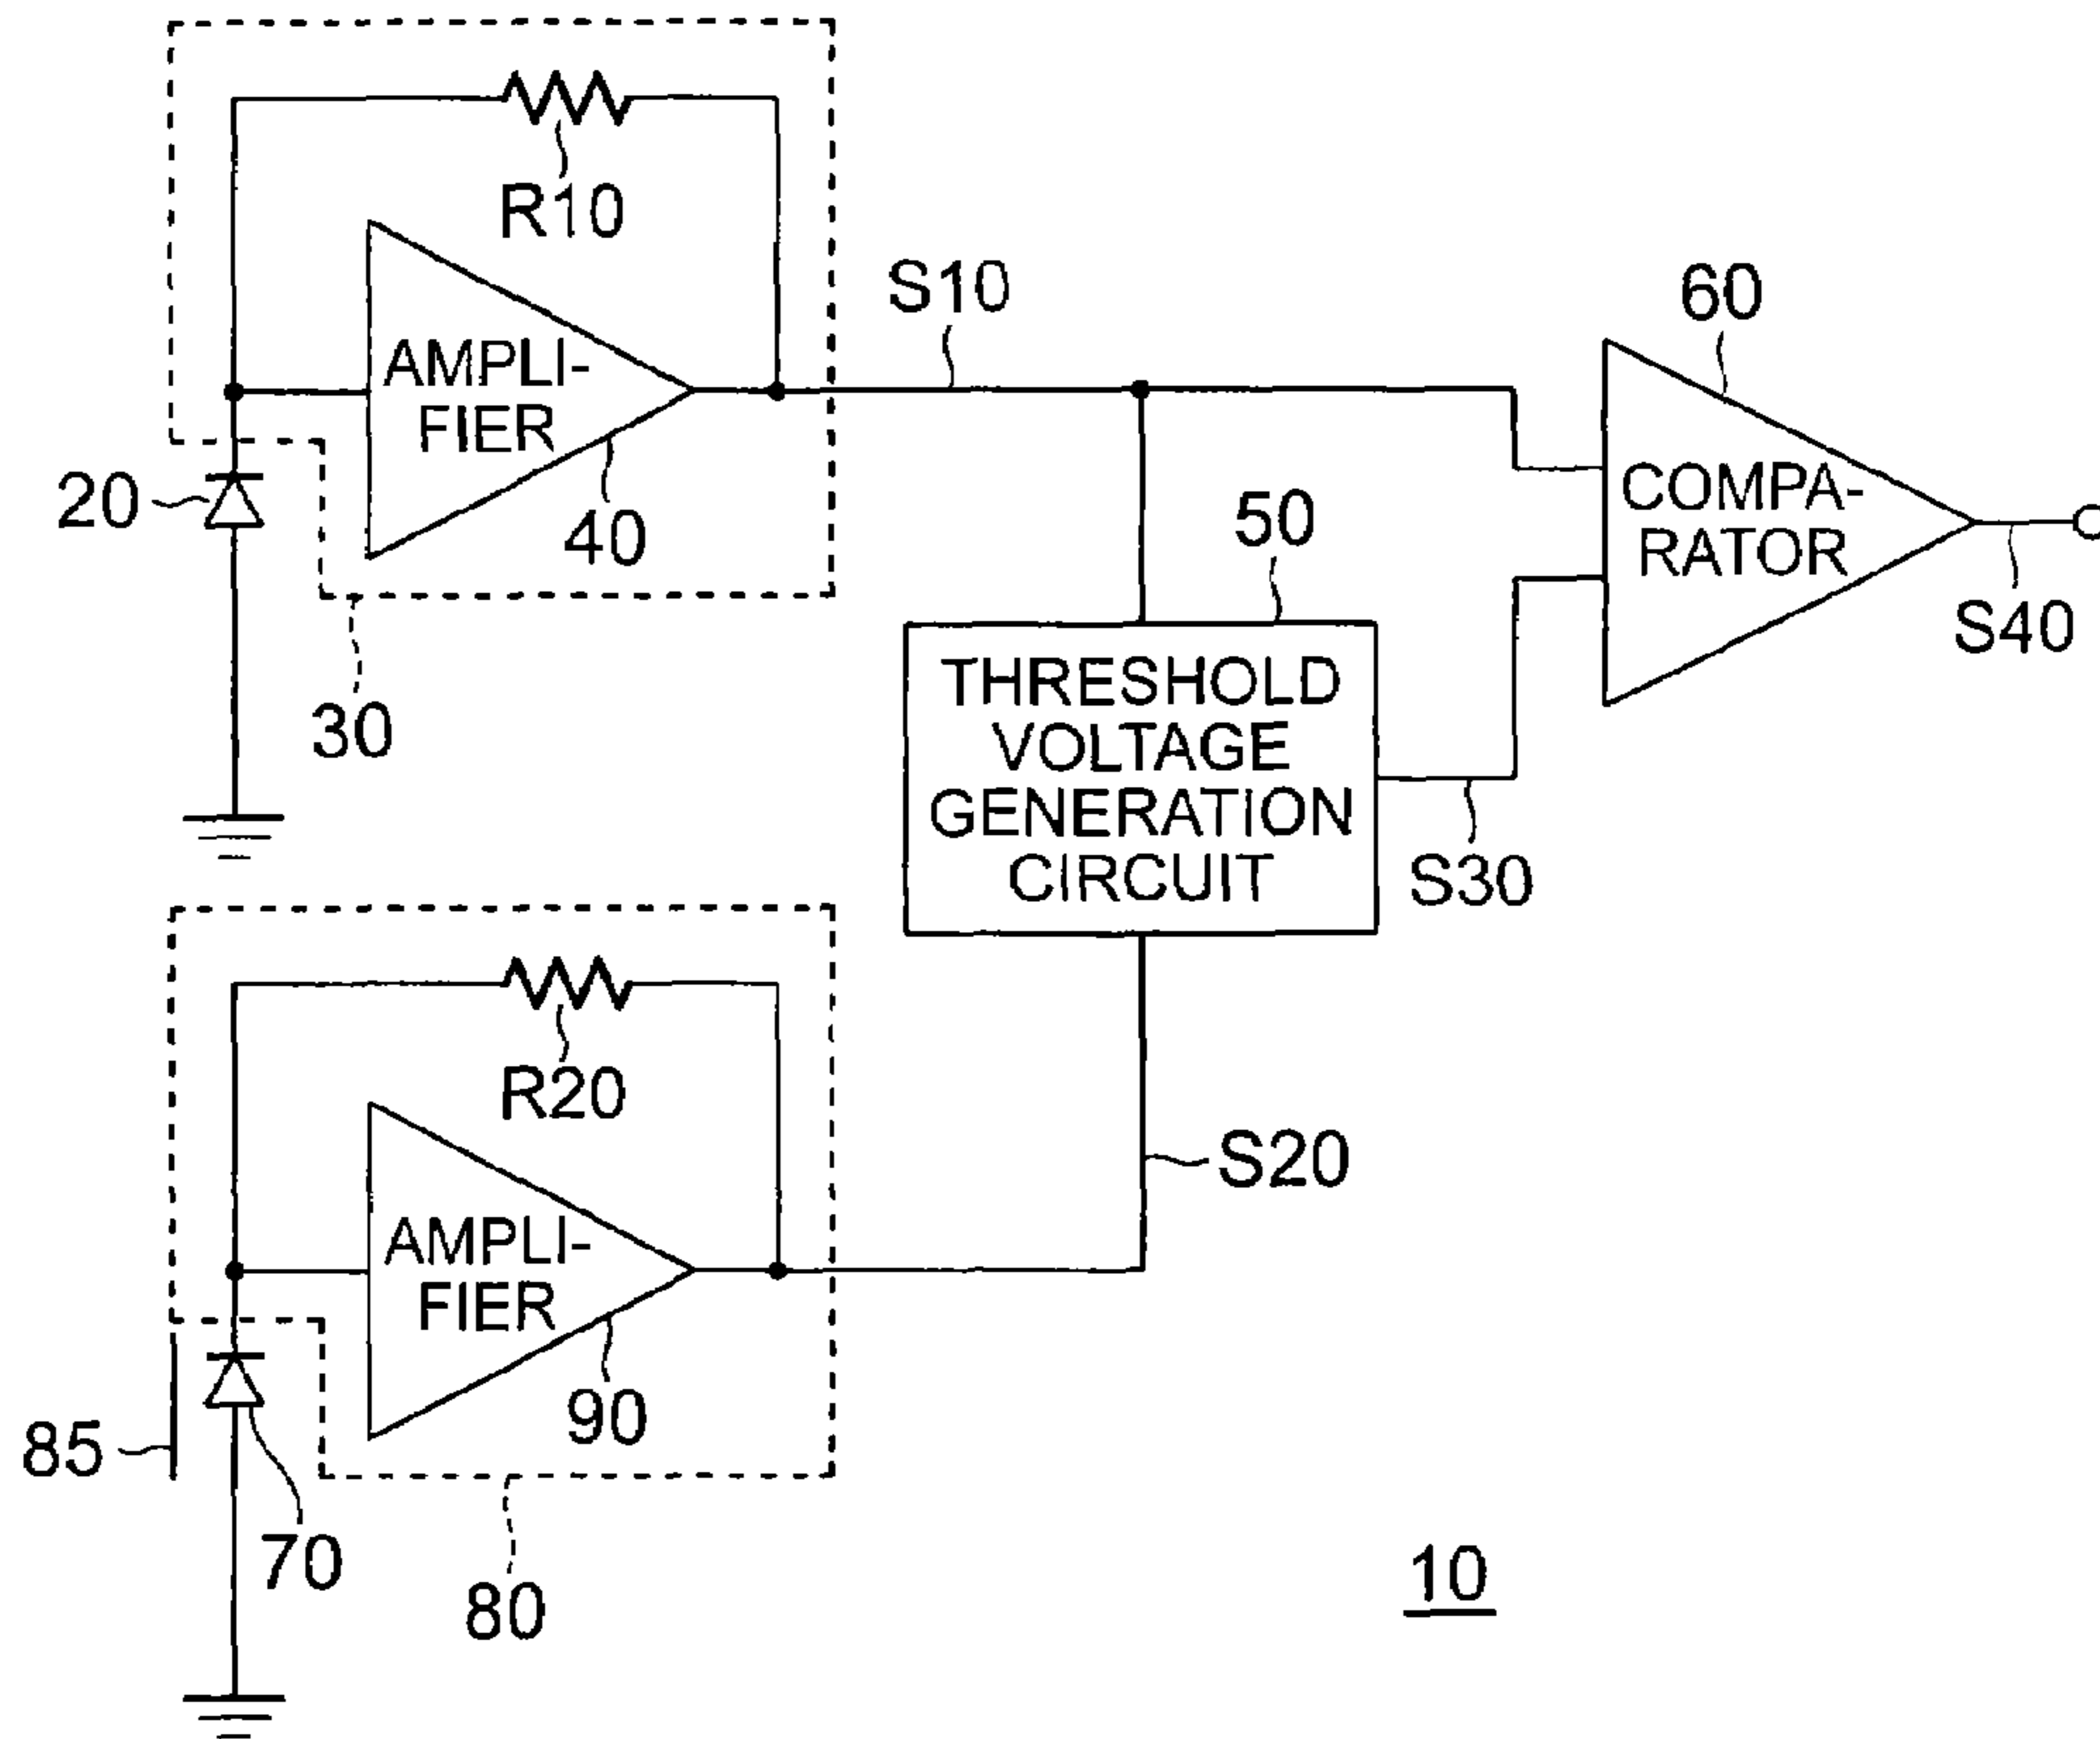 R10
S10
60
AMPLI-
FIER
20
40
50
COMPA-
RATOR
S40
30
THRESHOLD
VOLTAGE
GENERATION
CIRCUIT
S30
R20
S20
AMPLI-
FIER
90
85
70
80
10